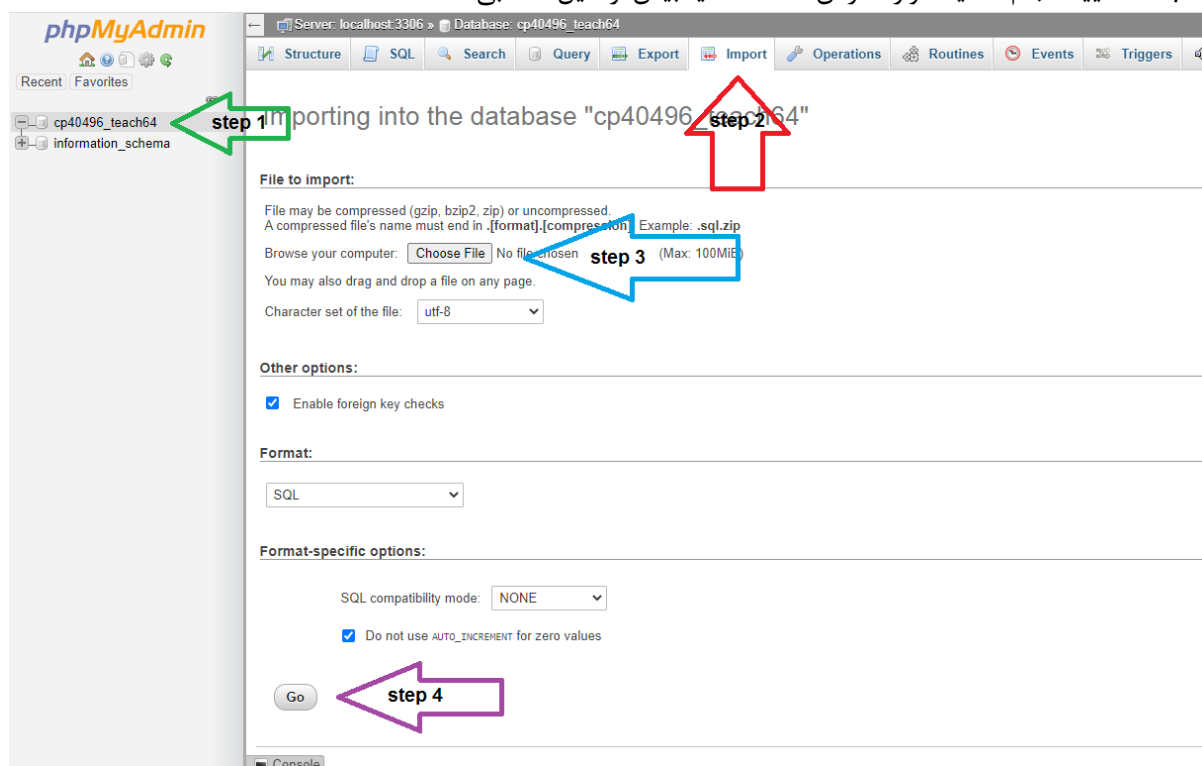 phpMyAdmin
Recent Favorites
cp40496_teach64
information_schema
step 1
Server: localhost:3306 » Database: cp40496_teach64
Structure SQL Search Query Export Import Operations Routines Events Triggers
Importing into the database "cp40496_teach64"
step 2
File to import:
File may be compressed (gzip, bzip2, zip) or uncompressed.
A compressed file's name must end in .[format].[compression]. Example: .sql.zip
Browse your computer: Choose File No file chosen step 3 (Max: 100MiB)
You may also drag and drop a file on any page.
Character set of the file: utf-8
Other options:
Enable foreign key checks
Format:
SQL
Format-specific options:
SQL compatibility mode: NONE
Do not use AUTO_INCREMENT for zero values
Go step 4
Console